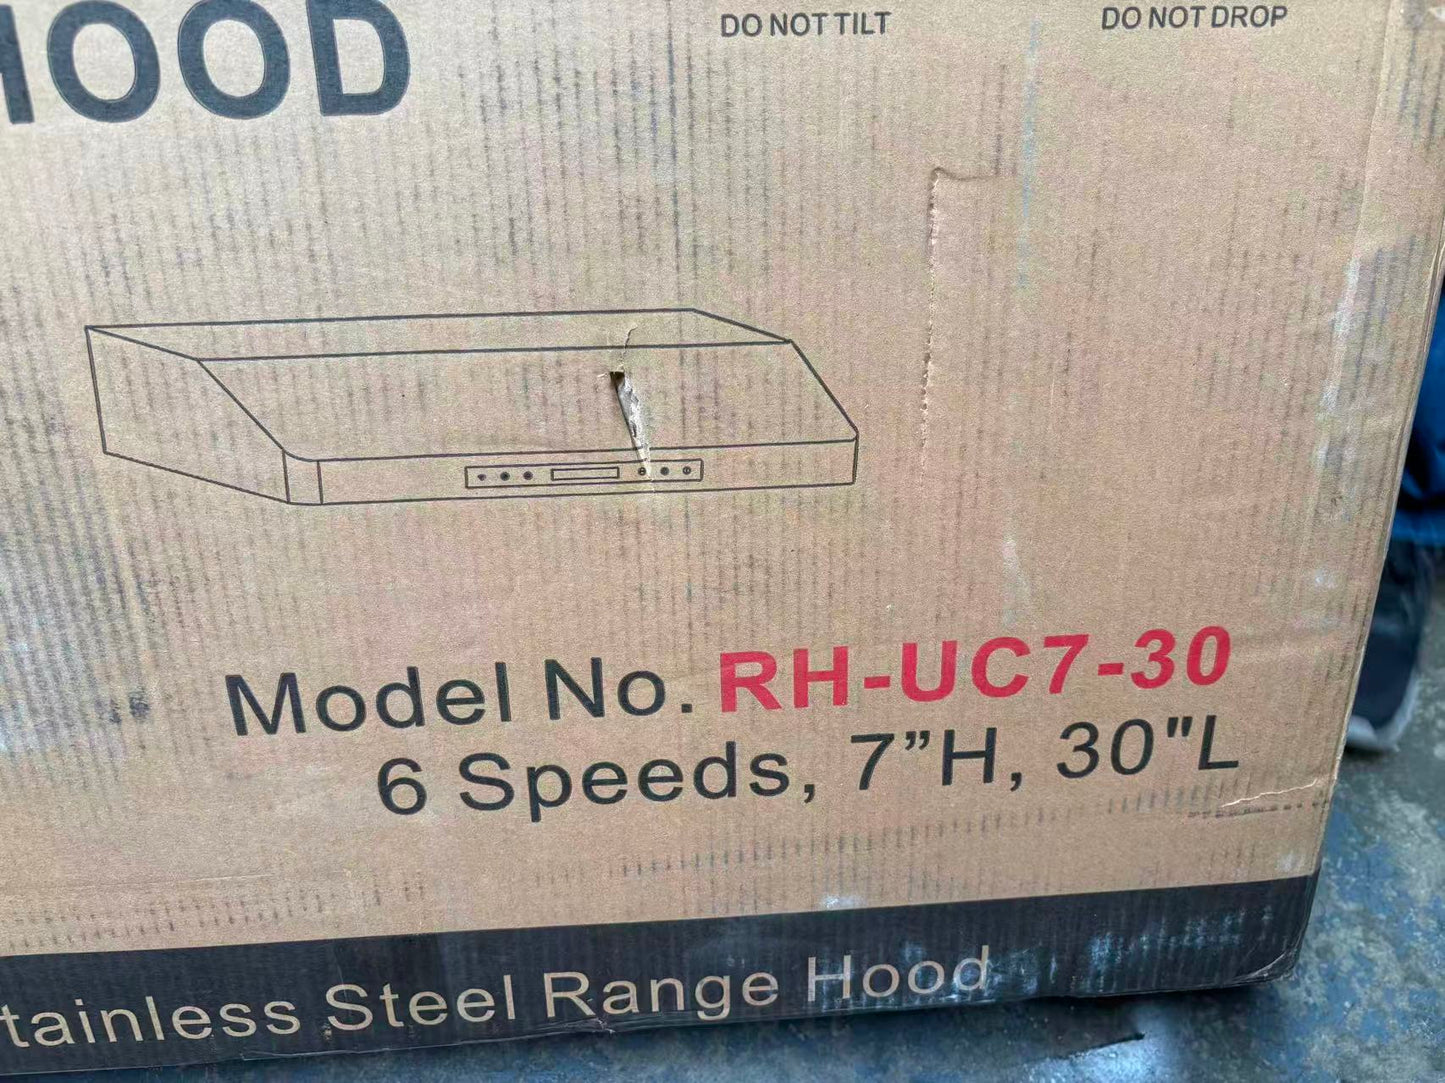 HOOD
DO NOT TILT
DO NOT DROP
Model No. RH-UC7-30
6 Speeds, 7”H, 30"L
tainless Steel Range Hood